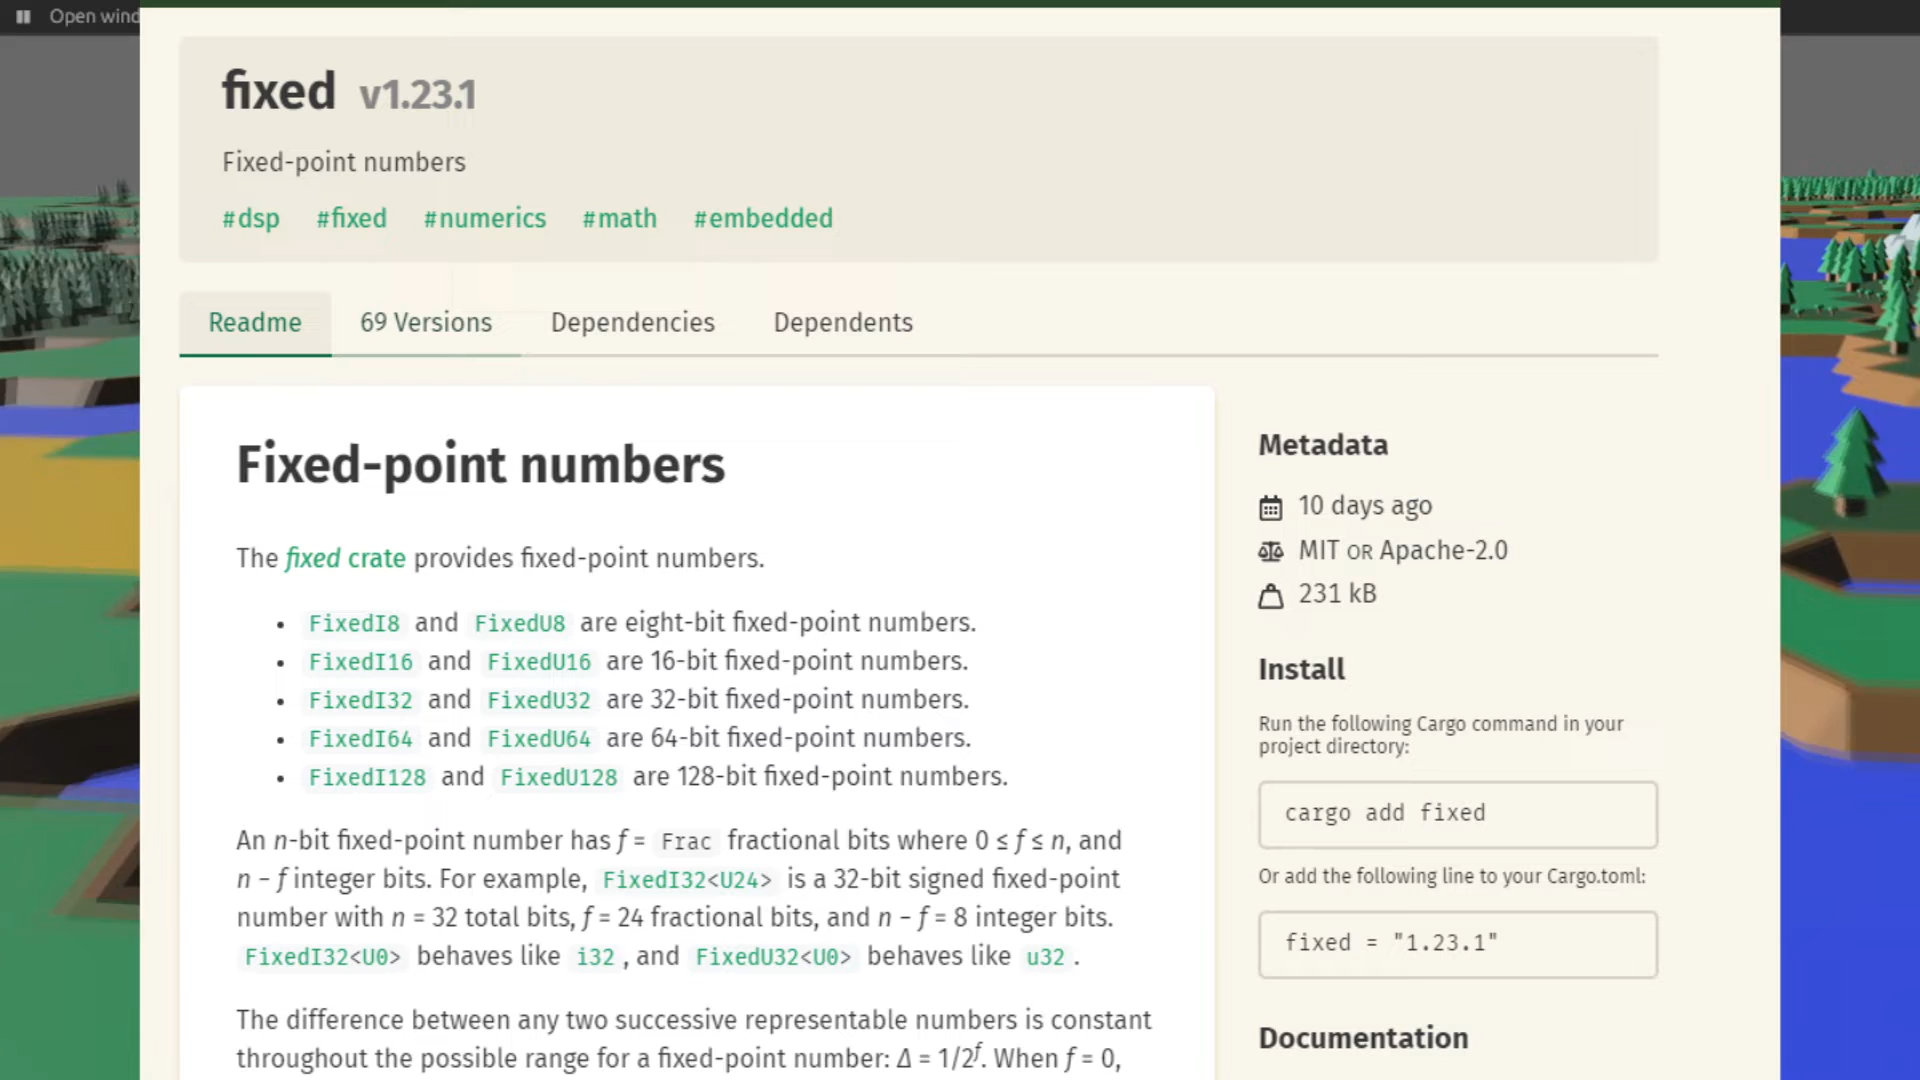 Open wind
fixed v1.23.1
Fixed-point numbers
#dsp #fixed #numerics #math #embedded
Readme 69 Versions Dependencies Dependents
Fixed-point numbers
The fixed crate provides fixed-point numbers.
• FixedI8 and FixedU8 are eight-bit fixed-point numbers.
• FixedI16 and FixedU16 are 16-bit fixed-point numbers.
• FixedI32 and FixedU32 are 32-bit fixed-point numbers.
• FixedI64 and FixedU64 are 64-bit fixed-point numbers.
• FixedI128 and FixedU128 are 128-bit fixed-point numbers.
An n-bit fixed-point number has f = Frac fractional bits where 0 ≤ f ≤ n, and
n − f integer bits. For example, FixedI32<U24> is a 32-bit signed fixed-point
number with n = 32 total bits, f = 24 fractional bits, and n − f = 8 integer bits.
FixedI32<U0> behaves like i32 , and FixedU32<U0> behaves like u32 .
The difference between any two successive representable numbers is constant
throughout the possible range for a fixed-point number: Δ = 1/2ᶠ. When f = 0,
Metadata
10 days ago
MIT OR Apache-2.0
231 kB
Install
Run the following Cargo command in your
project directory:
cargo add fixed
Or add the following line to your Cargo.toml:
fixed = "1.23.1"
Documentation